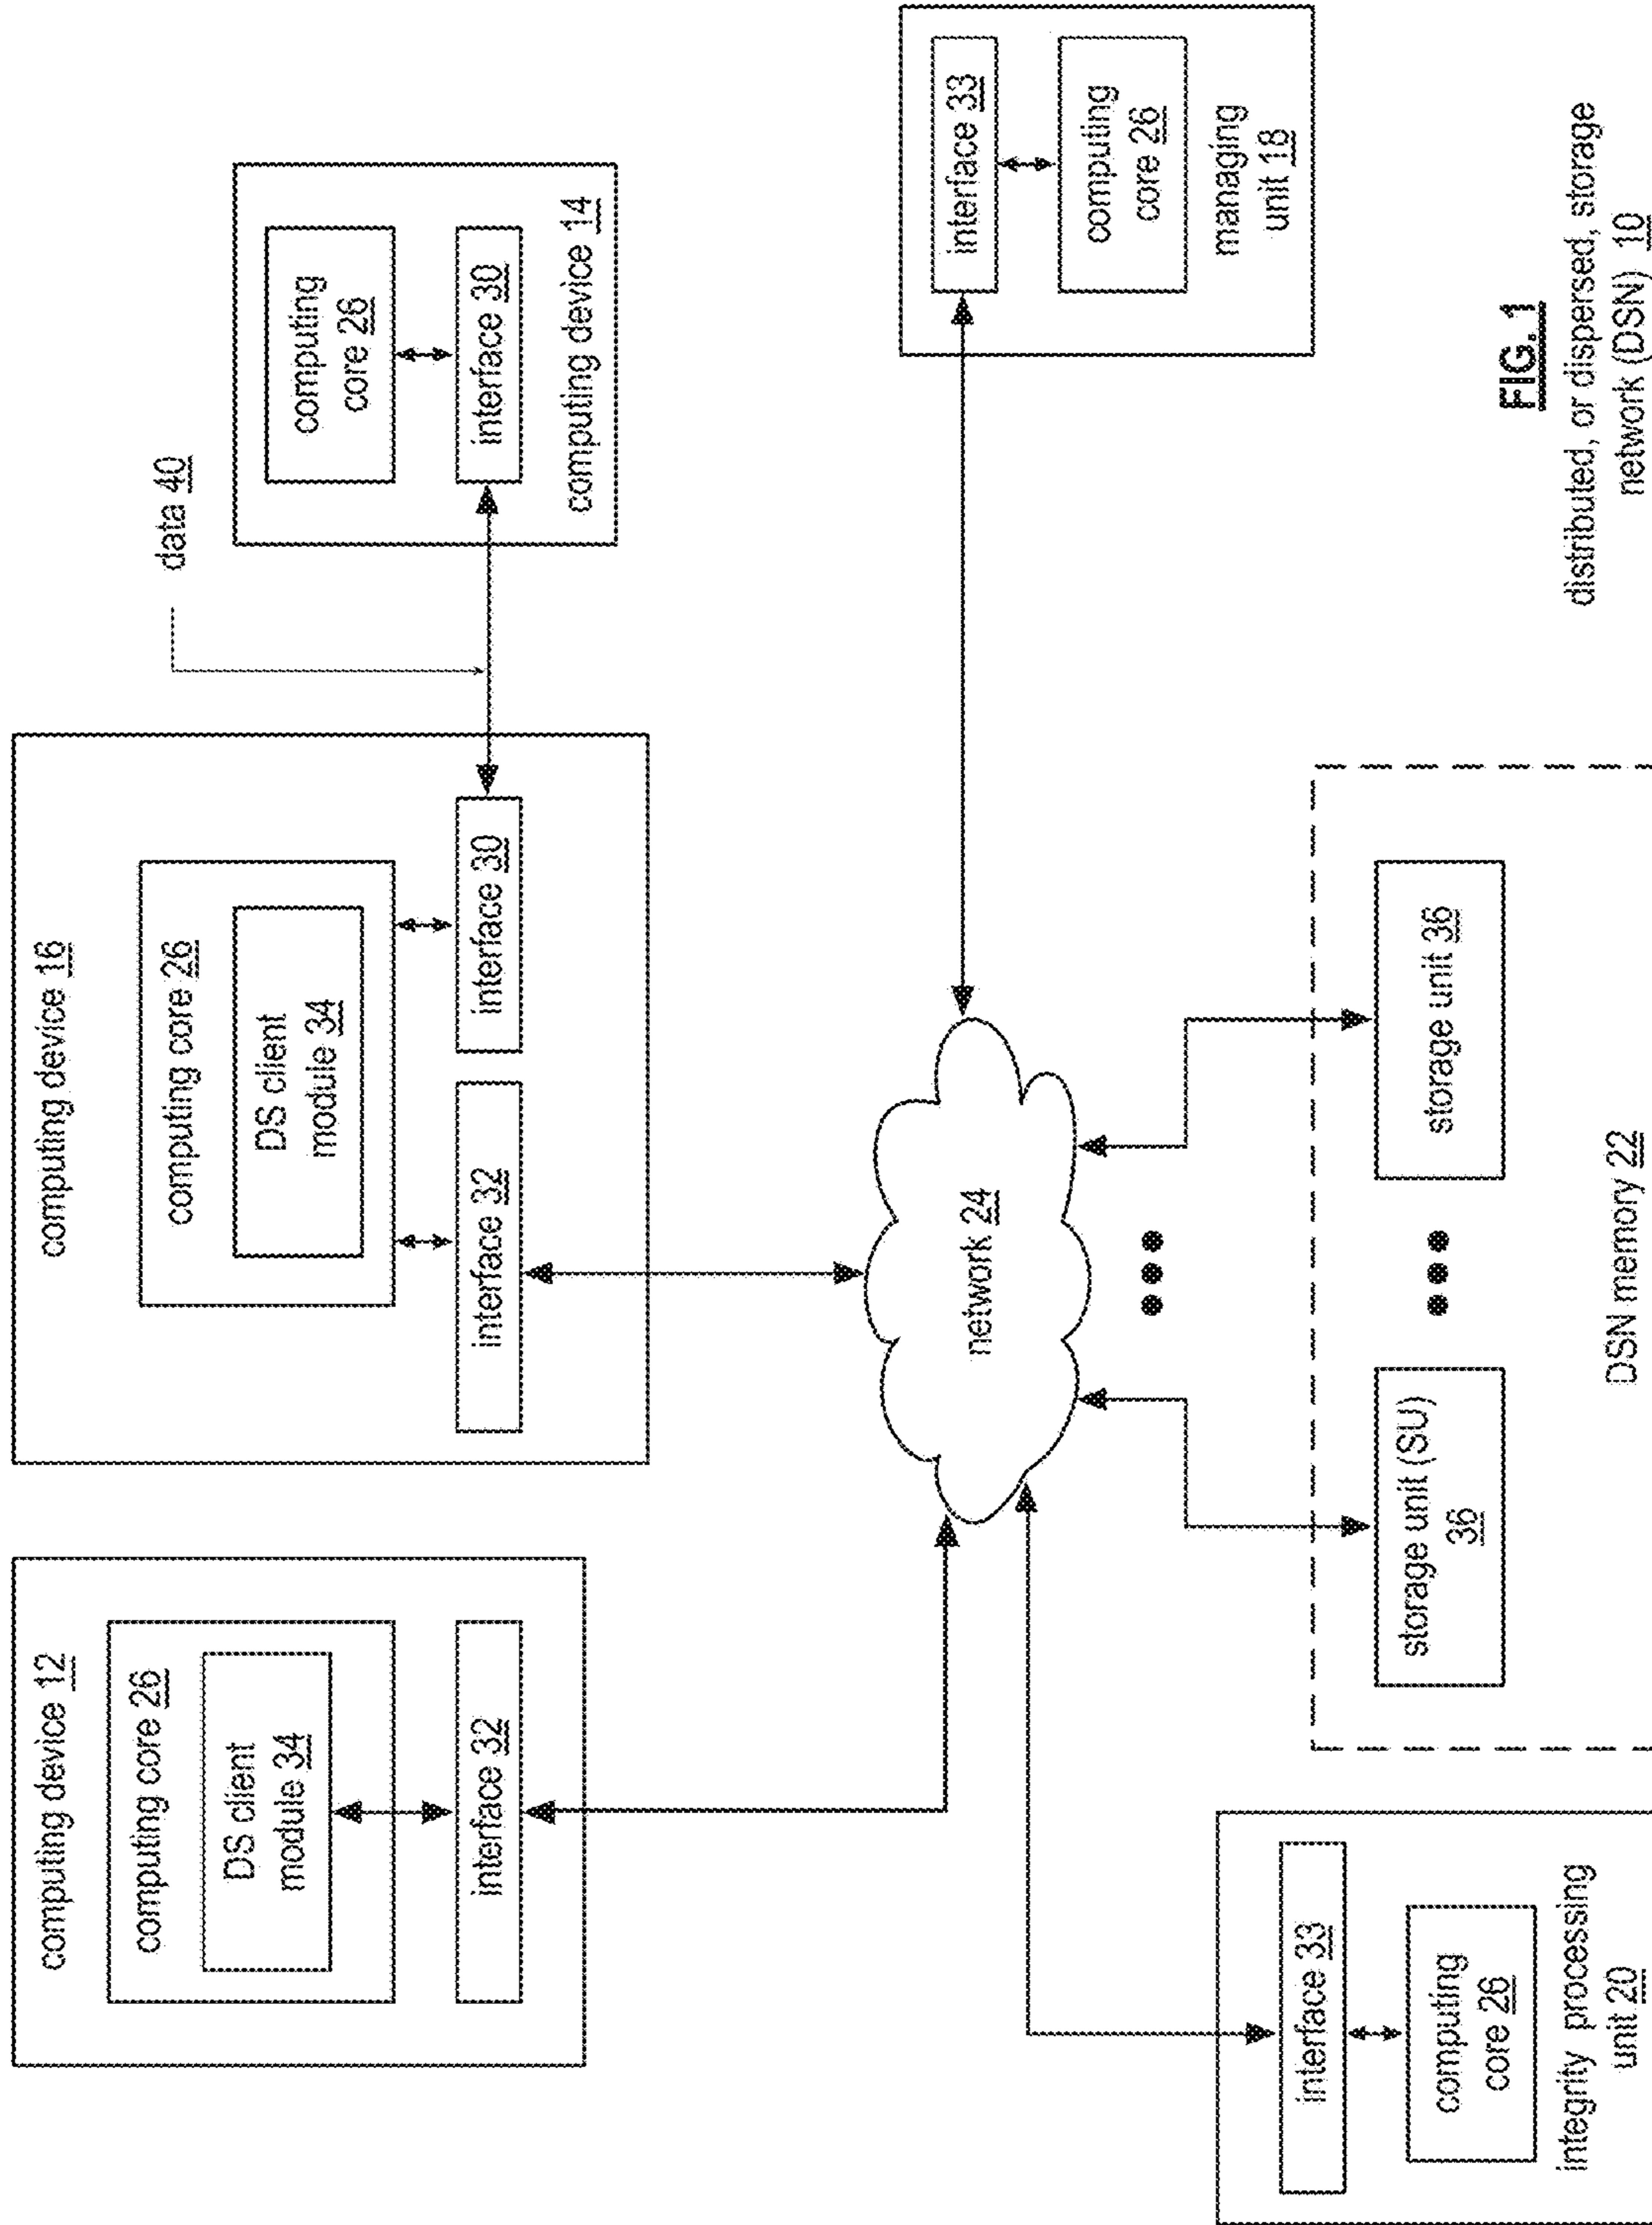 computing device 12
computing core 26
DS client
module 34
interface 32
computing device 16
computing core 26
DS client
module 34
interface 32
interface 30
data 40
computing
core 26
interface 30
computing device 14
network 24
interface 33
computing
core 26
managing
unit 18
interface 33
computing
core 26
integrity processing
unit 20
storage unit (SU)
36
storage unit 36
DSN memory 22
FIG. 1
distributed, or dispersed, storage
network (DSN) 10